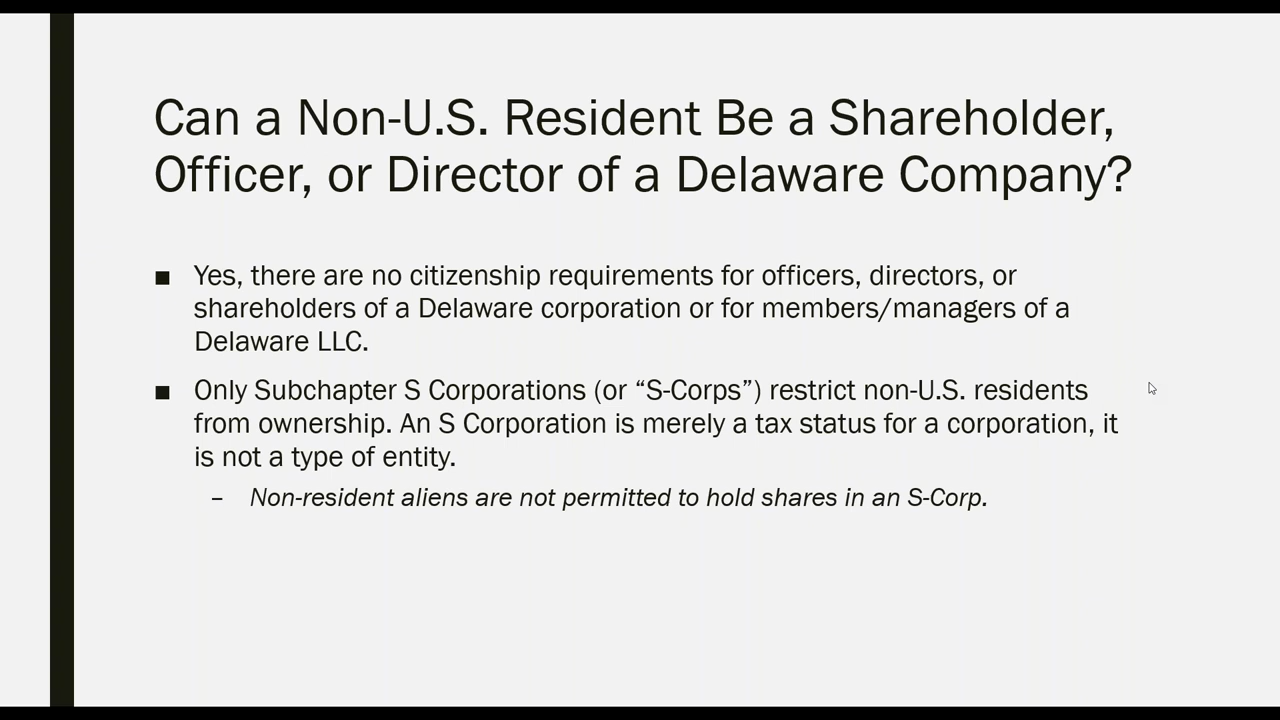 Can a Non-U.S. Resident Be a Shareholder,
Officer, or Director of a Delaware Company?
■ Yes, there are no citizenship requirements for officers, directors, or
shareholders of a Delaware corporation or for members/managers of a
Delaware LLC.
■ Only Subchapter S Corporations (or “S-Corps”) restrict non-U.S. residents
from ownership. An S Corporation is merely a tax status for a corporation, it
is not a type of entity.
– Non-resident aliens are not permitted to hold shares in an S-Corp.